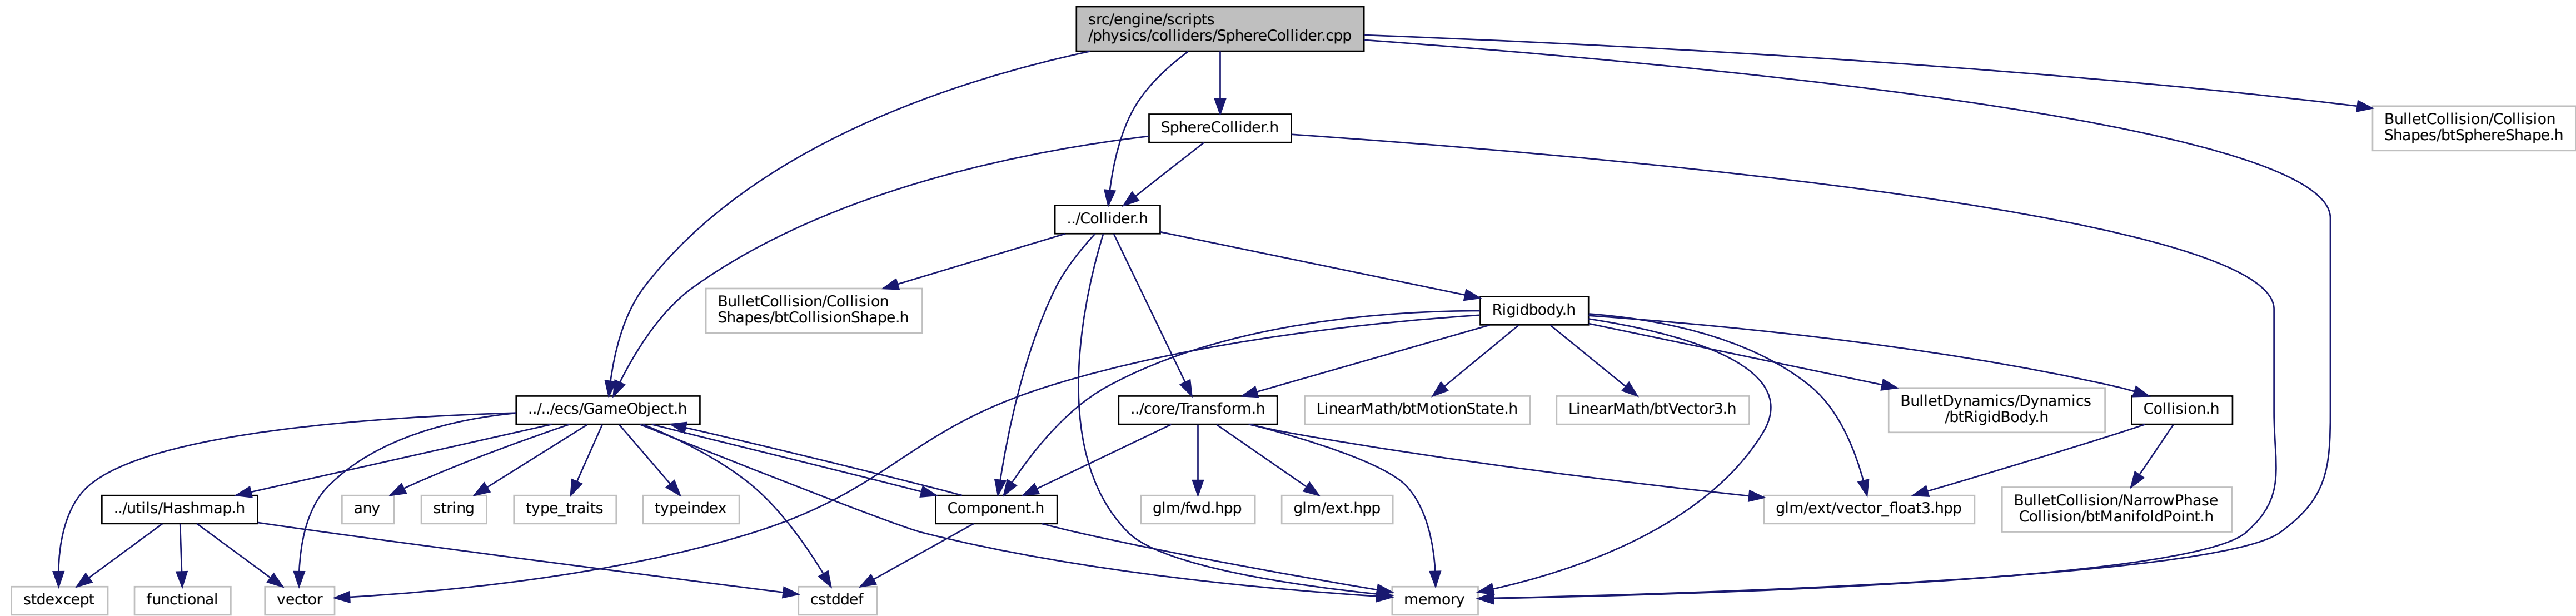 src/engine/scripts
/physics/colliders/SphereCollider.cpp
BulletCollision/Collision
Shapes/btSphereShape.h
SphereCollider.h
../Collider.h
BulletCollision/Collision
Shapes/btCollisionShape.h
Rigidbody.h
../../ecs/GameObject.h
../core/Transform.h
LinearMath/btMotionState.h
LinearMath/btVector3.h
BulletDynamics/Dynamics
/btRigidBody.h
Collision.h
../utils/Hashmap.h
any
string
type_traits
typeindex
Component.h
glm/fwd.hpp
glm/ext.hpp
glm/ext/vector_float3.hpp
BulletCollision/NarrowPhase
Collision/btManifoldPoint.h
stdexcept
functional
vector
cstddef
memory